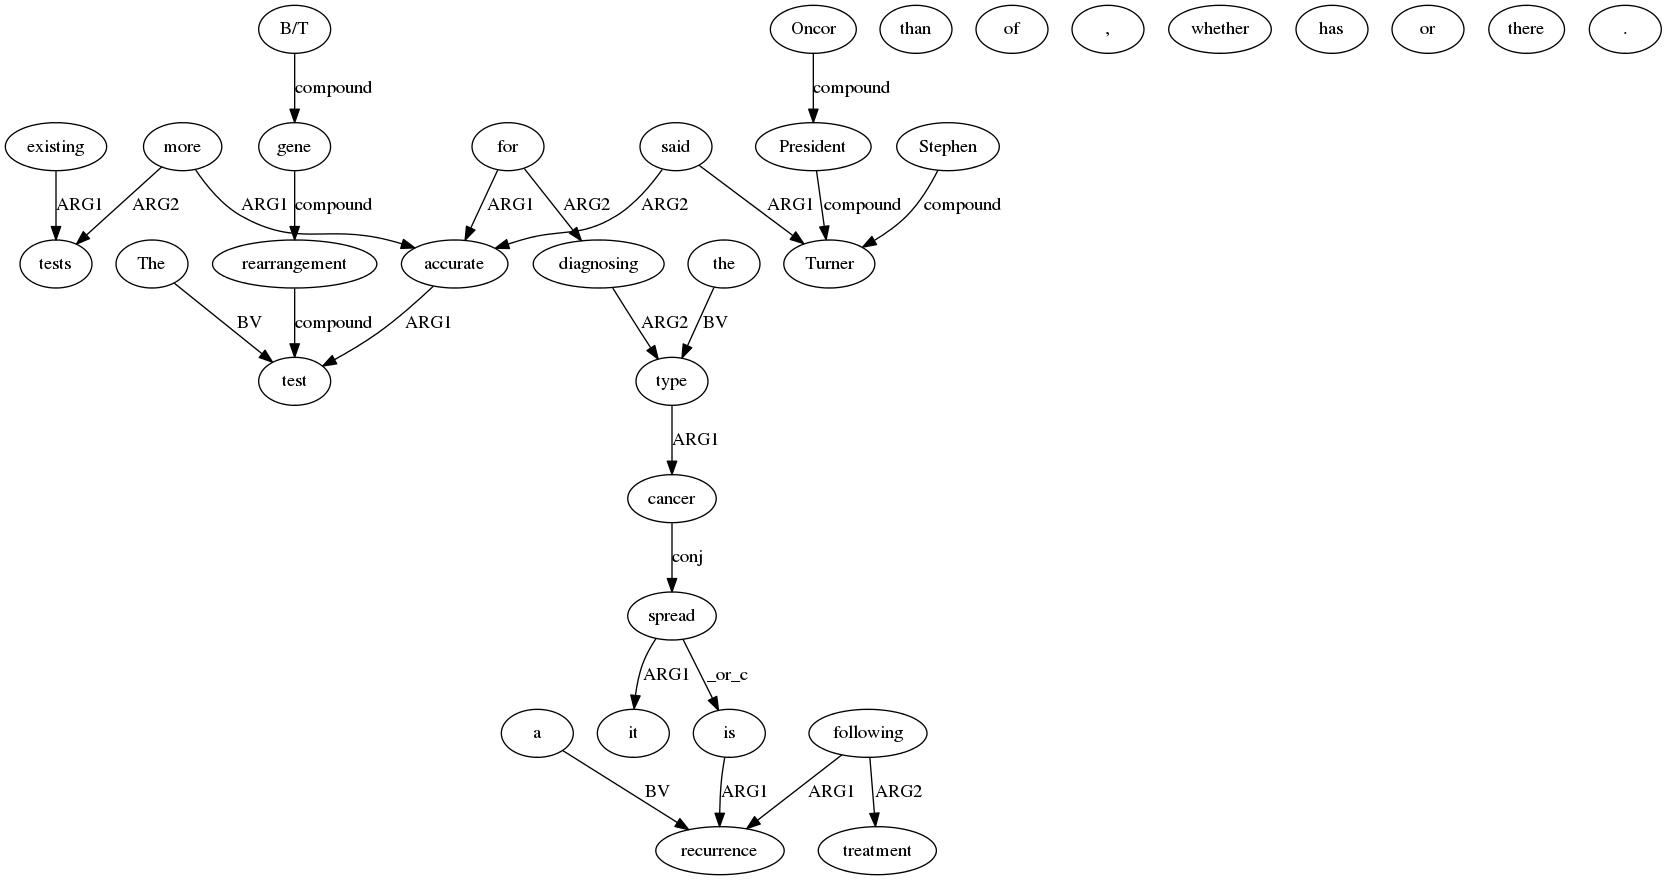 B/T Oncor than of , whether has or there .
compound compound
existing more gene for said President Stephen
ARG1 ARG2 ARG1 compound ARG1 ARG2 ARG2 ARG1 compound compound
tests The rearrangement accurate diagnosing the Turner
BV compound ARG1 ARG2 BV
test type
ARG1
cancer
conj
spread
ARG1 _or_c
a it is following
BV ARG1 ARG1 ARG2
recurrence treatment